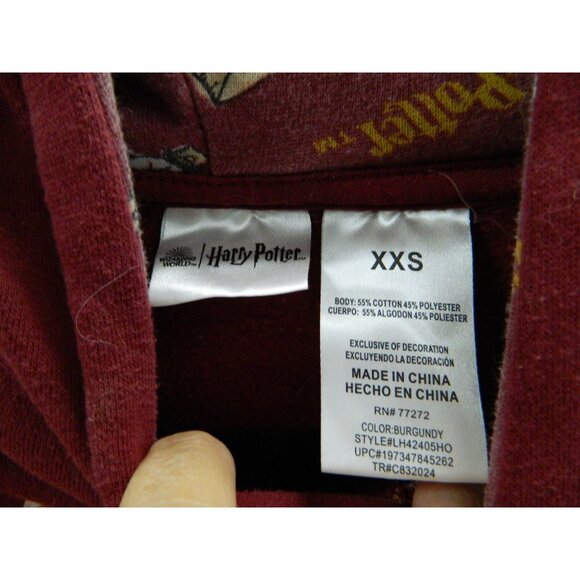 Potter ™
WIZARDING
WORLD
Harry Potter
XXS
BODY: 55% COTTON 45% POLYESTER
CUERPO: 55% ALGODON 45% POLIESTER
EXCLUSIVE OF DECORATION
EXCLUYENDO LA DECORACIÓN
MADE IN CHINA
HECHO EN CHINA
RN# 77272
COLOR:BURGUNDY
STYLE#LH42405HO
UPC#197347845262
TR#C832024